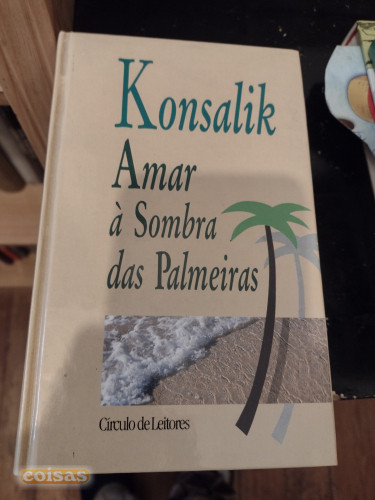 Konsalik
Amar
à Sombra
das Palmeiras
Círculo de Leitores
coisas